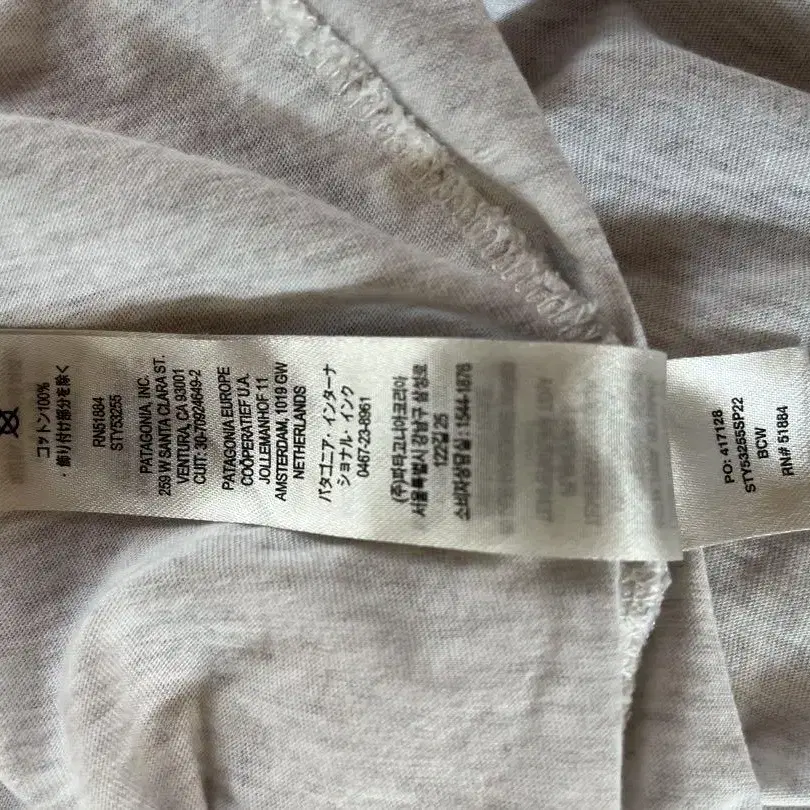 コットン100%
・飾り付け部分を除く
RN51884
STY53255
PATAGONIA, INC.
259 W SANTA CLARA ST.
VENTURA, CA 93001
CUIT: 30-70924649-2
PATAGONIA EUROPE
COÖPERATIEF U.A.
JOLLEMANHOF 11
AMSTERDAM, 1019 GW
NETHERLANDS
パタゴニア・インターナ
ショナル・インク
0467-23-8961
(주)파타고니아코리아
서울특별시 강남구 삼성로
122길 25
소비자상담실 : 1544-1876
PO: 417128
STY53255SP22
BCW
RN# 51884